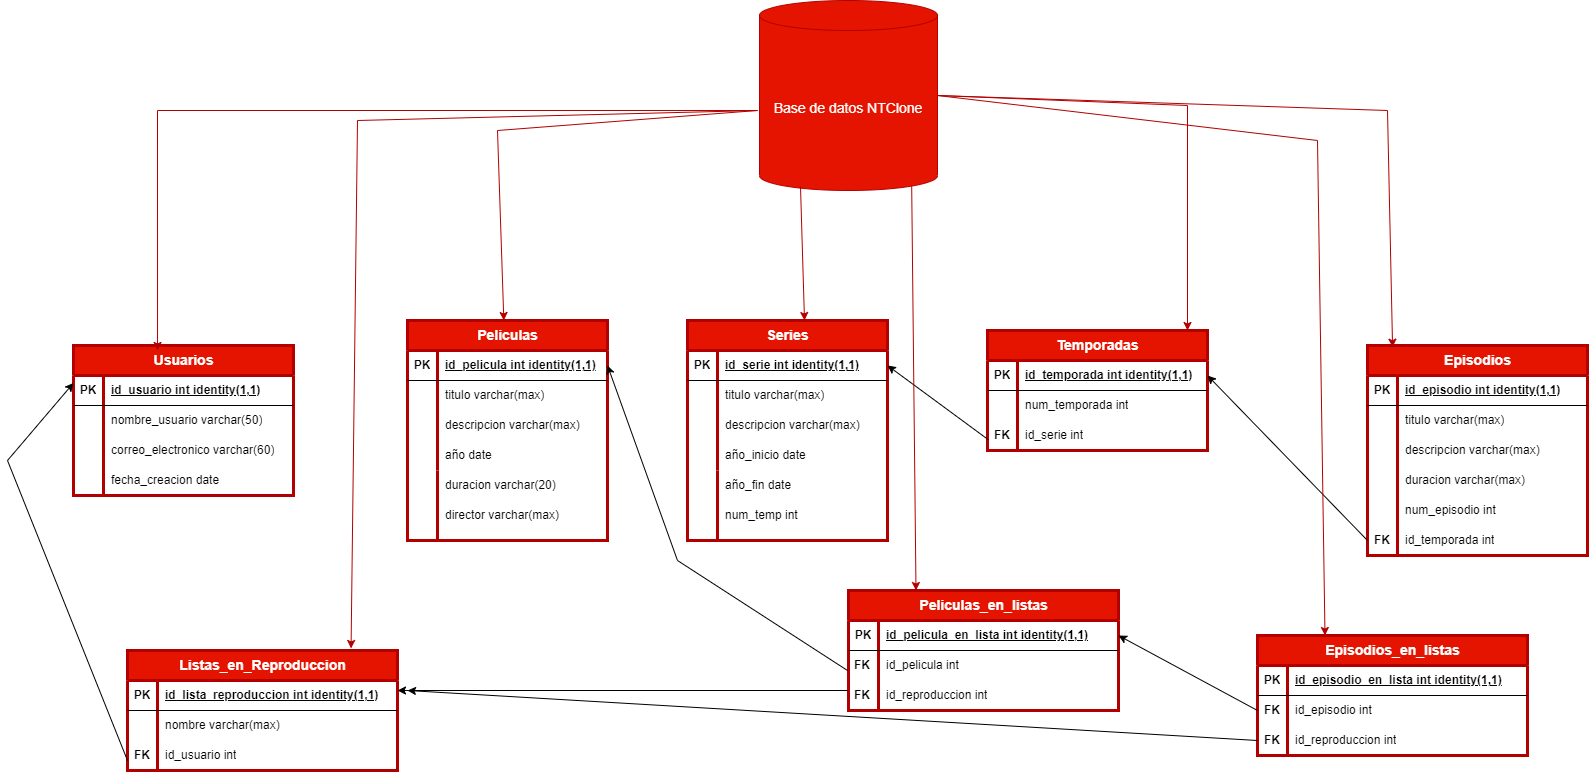 Base de datos NTClone
Usuarios
PK id_usuario int identity(1,1)
nombre_usuario varchar(50)
correo_electronico varchar(60)
fecha_creacion date
Peliculas
PK id_pelicula int identity(1,1)
titulo varchar(max)
descripcion varchar(max)
año date
duracion varchar(20)
director varchar(max)
Series
PK id_serie int identity(1,1)
titulo varchar(max)
descripcion varchar(max)
año_inicio date
año_fin date
num_temp int
Temporadas
PK id_temporada int identity(1,1)
num_temporada int
FK id_serie int
Episodios
PK id_episodio int identity(1,1)
titulo varchar(max)
descripcion varchar(max)
duracion varchar(max)
num_episodio int
FK id_temporada int
Listas_en_Reproduccion
PK id_lista_reproduccion int identity(1,1)
nombre varchar(max)
FK id_usuario int
Peliculas_en_listas
PK id_pelicula_en_lista int identity(1,1)
FK id_pelicula int
FK id_reproduccion int
Episodios_en_listas
PK id_episodio_en_lista int identity(1,1)
FK id_episodio int
FK id_reproduccion int